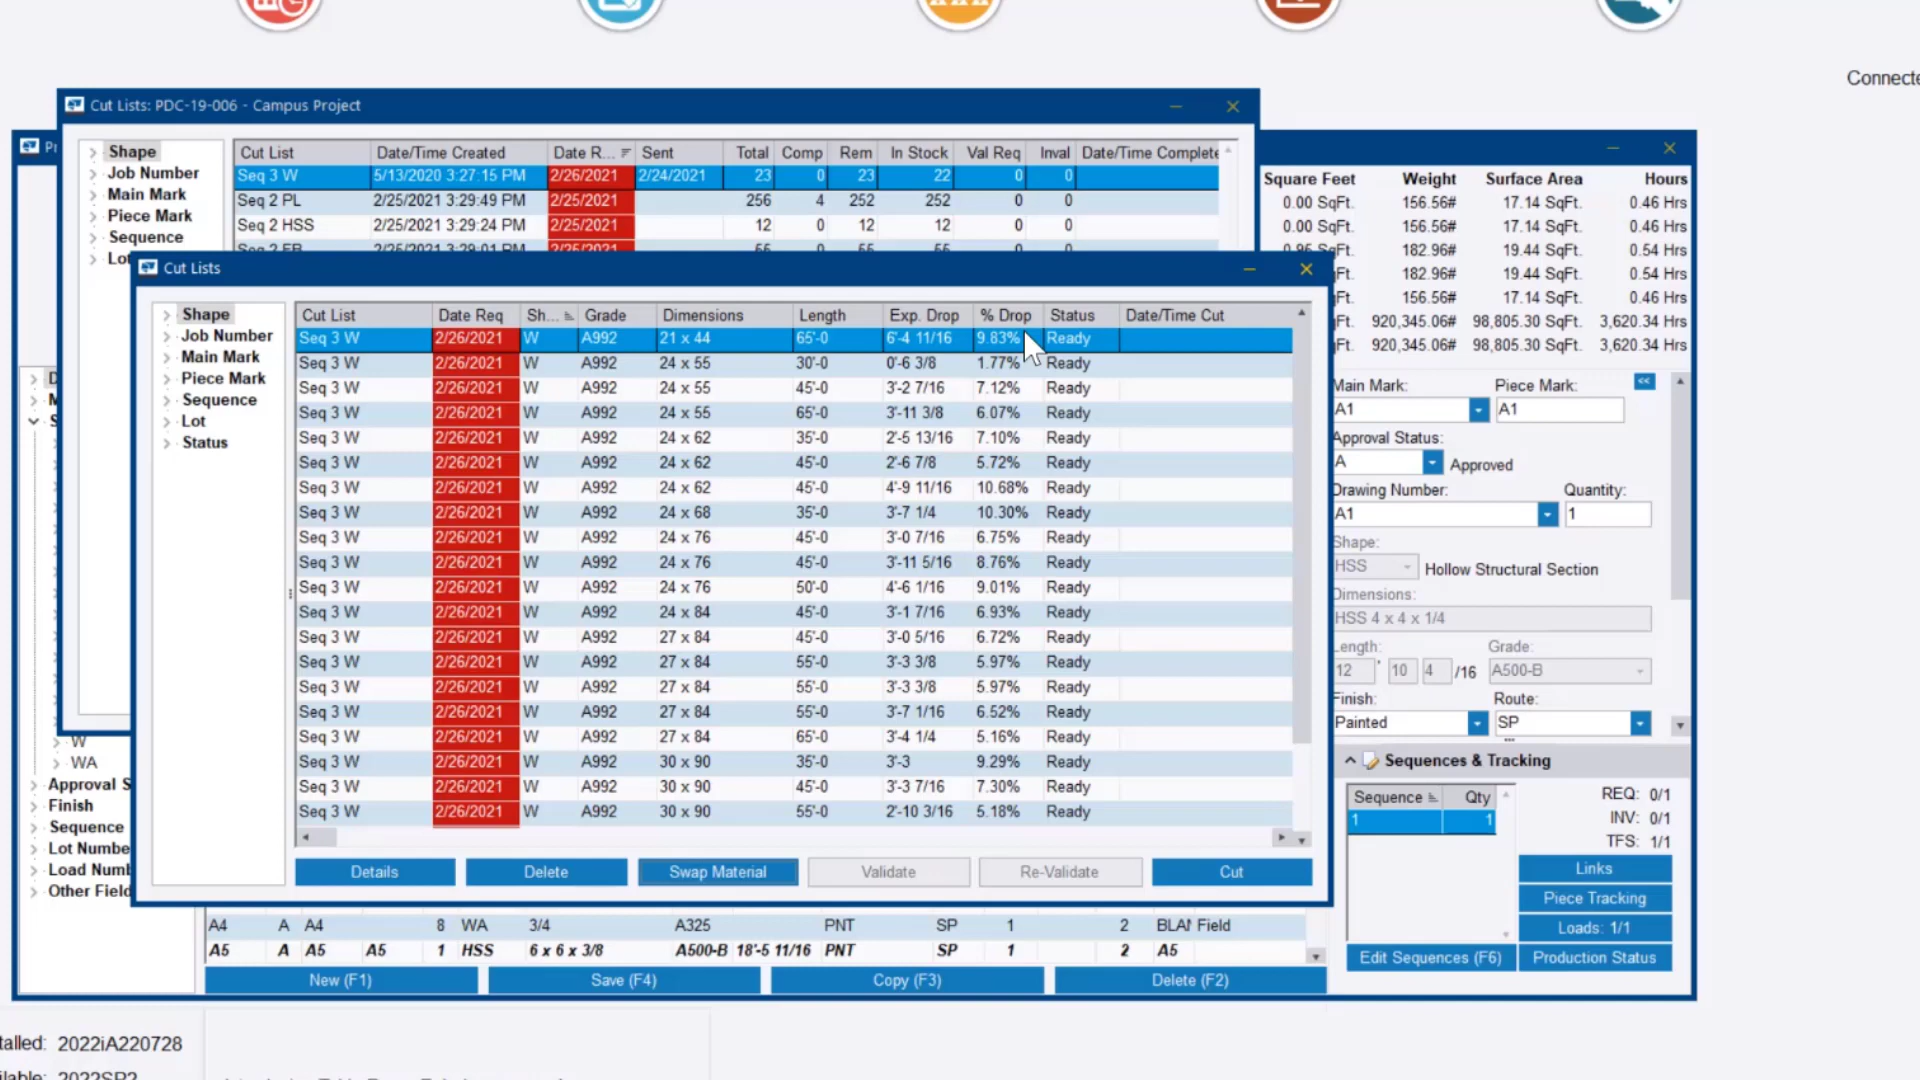 Connecte
Cut Lists: PDC-19-006 - Campus Project
Shape
Job Number
Main Mark
Piece Mark
Sequence
Cut List Date/Time Created Date R... Sent Total Comp Rem In Stock Val Req Inval Date/Time Complete
Seq 3 W 5/13/2020 3:27:15 PM 2/26/2021 2/24/2021 23 0 23 22 0 0
Seq 2 PL 2/25/2021 3:29:49 PM 2/25/2021 256 4 252 252 0 0
Seq 2 HSS 2/25/2021 3:29:24 PM 2/25/2021 12 0 12 12 0 0
Square Feet Weight Surface Area Hours
0.00 SqFt. 156.56# 17.14 SqFt. 0.46 Hrs
0.00 SqFt. 156.56# 17.14 SqFt. 0.46 Hrs
0.96 SqFt. 182.96# 19.44 SqFt. 0.54 Hrs
Ft. 182.96# 19.44 SqFt. 0.54 Hrs
Ft. 156.56# 17.14 SqFt. 0.46 Hrs
Ft. 920,345.06# 98,805.30 SqFt. 3,620.34 Hrs
Ft. 920,345.06# 98,805.30 SqFt. 3,620.34 Hrs
Cut Lists
Shape
Job Number
Main Mark
Piece Mark
Sequence
Lot
Status
Cut List Date Req Sh... Grade Dimensions Length Exp. Drop % Drop Status Date/Time Cut
Seq 3 W 2/26/2021 W A992 21 x 44 65'-0 6'-4 11/16 9.83% Ready
Seq 3 W 2/26/2021 W A992 24 x 55 30'-0 0'-6 3/8 1.77% Ready
Seq 3 W 2/26/2021 W A992 24 x 55 45'-0 3'-2 7/16 7.12% Ready
Seq 3 W 2/26/2021 W A992 24 x 55 65'-0 3'-11 3/8 6.07% Ready
Seq 3 W 2/26/2021 W A992 24 x 62 35'-0 2'-5 13/16 7.10% Ready
Seq 3 W 2/26/2021 W A992 24 x 62 45'-0 2'-6 7/8 5.72% Ready
Seq 3 W 2/26/2021 W A992 24 x 62 45'-0 4'-9 11/16 10.68% Ready
Seq 3 W 2/26/2021 W A992 24 x 68 35'-0 3'-7 1/4 10.30% Ready
Seq 3 W 2/26/2021 W A992 24 x 76 45'-0 3'-0 7/16 6.75% Ready
Seq 3 W 2/26/2021 W A992 24 x 76 45'-0 3'-11 5/16 8.76% Ready
Seq 3 W 2/26/2021 W A992 24 x 76 50'-0 4'-6 1/16 9.01% Ready
Seq 3 W 2/26/2021 W A992 24 x 84 45'-0 3'-1 7/16 6.93% Ready
Seq 3 W 2/26/2021 W A992 27 x 84 45'-0 3'-0 5/16 6.72% Ready
Seq 3 W 2/26/2021 W A992 27 x 84 55'-0 3'-3 3/8 5.97% Ready
Seq 3 W 2/26/2021 W A992 27 x 84 55'-0 3'-3 3/8 5.97% Ready
Seq 3 W 2/26/2021 W A992 27 x 84 55'-0 3'-7 1/16 6.52% Ready
Seq 3 W 2/26/2021 W A992 27 x 84 65'-0 3'-4 1/4 5.16% Ready
Seq 3 W 2/26/2021 W A992 30 x 90 35'-0 3'-3 9.29% Ready
Seq 3 W 2/26/2021 W A992 30 x 90 45'-0 3'-3 7/16 7.30% Ready
Seq 3 W 2/26/2021 W A992 30 x 90 55'-0 2'-10 3/16 5.18% Ready
Details Delete Swap Material Validate Re-Validate Cut
W
WA
Approval S
Finish
Sequence
Lot Numbe
Load Numb
Other Field
A4 A A4 8 WA 3/4 A325 PNT SP 1 2 BLAN Field
A5 A A5 A5 1 HSS 6 x 6 x 3/8 A500-B 18'-5 11/16 PNT SP 1 2 A5
New (F1) Save (F4) Copy (F3) Delete (F2)
Main Mark: Piece Mark: <<
A1 A1
Approval Status:
A Approved
Drawing Number: Quantity:
A1 1
Shape:
HSS Hollow Structural Section
Dimensions:
HSS 4 x 4 x 1/4
Length: Grade:
12 ' 10 4 /16 A500-B
Finish: Route:
Painted SP
Sequences & Tracking
Sequence Qty REQ: 0/1
1 1 INV: 0/1
TFS: 1/1
Links
Piece Tracking
Loads: 1/1
Edit Sequences (F6) Production Status
talled: 2022iA220728
ilable: 2022SP2